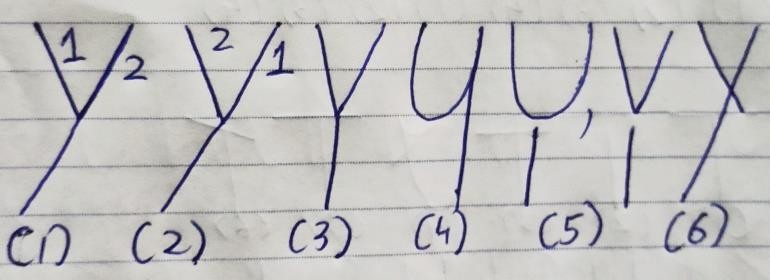 y 1 2 y 2 1 Y y U, V y
(1) (2) (3) (4) (5) (6)